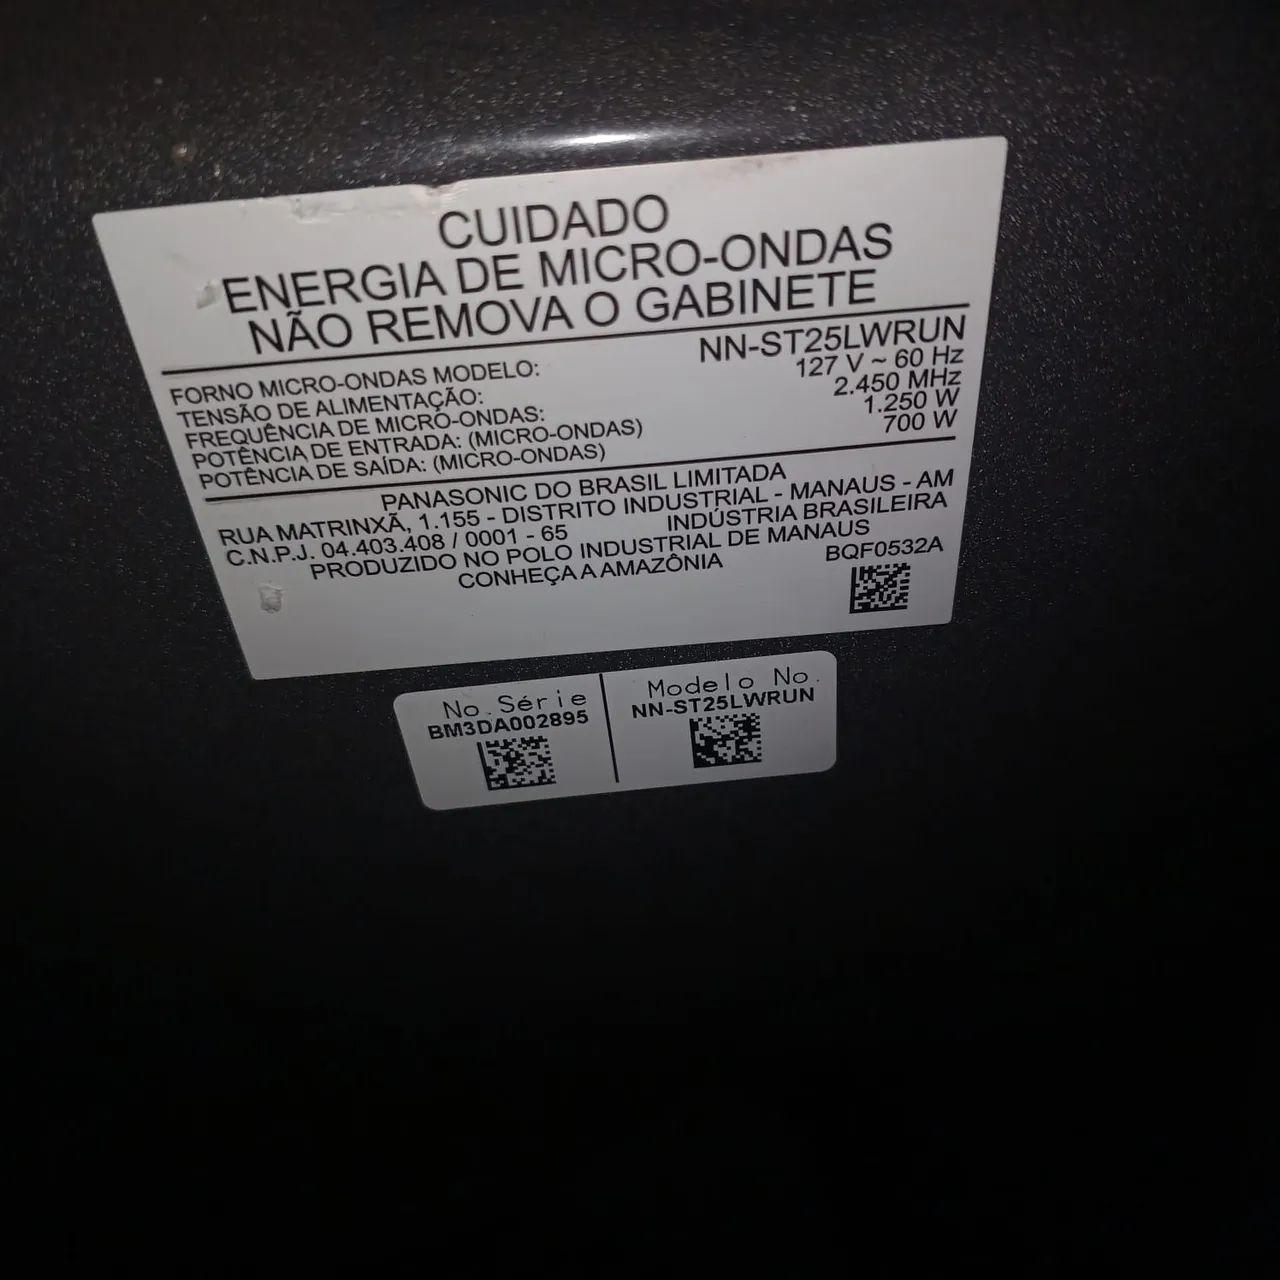 CUIDADO
ENERGIA DE MICRO-ONDAS
NÃO REMOVA O GABINETE
FORNO MICRO-ONDAS MODELO: NN-ST25LWRUN
TENSÃO DE ALIMENTAÇÃO: 127 V ~ 60 Hz
FREQUÊNCIA DE MICRO-ONDAS: 2.450 MHz
POTÊNCIA DE ENTRADA: (MICRO-ONDAS) 1.250 W
POTÊNCIA DE SAÍDA: (MICRO-ONDAS) 700 W
PANASONIC DO BRASIL LIMITADA
RUA MATRINXÃ, 1.155 - DISTRITO INDUSTRIAL - MANAUS - AM
C.N.P.J. 04.403.408 / 0001 - 65 INDÚSTRIA BRASILEIRA
PRODUZIDO NO POLO INDUSTRIAL DE MANAUS
CONHEÇA A AMAZÔNIA BQF0532A
No.Série Modelo No.
BM3DA002895 NN-ST25LWRUN